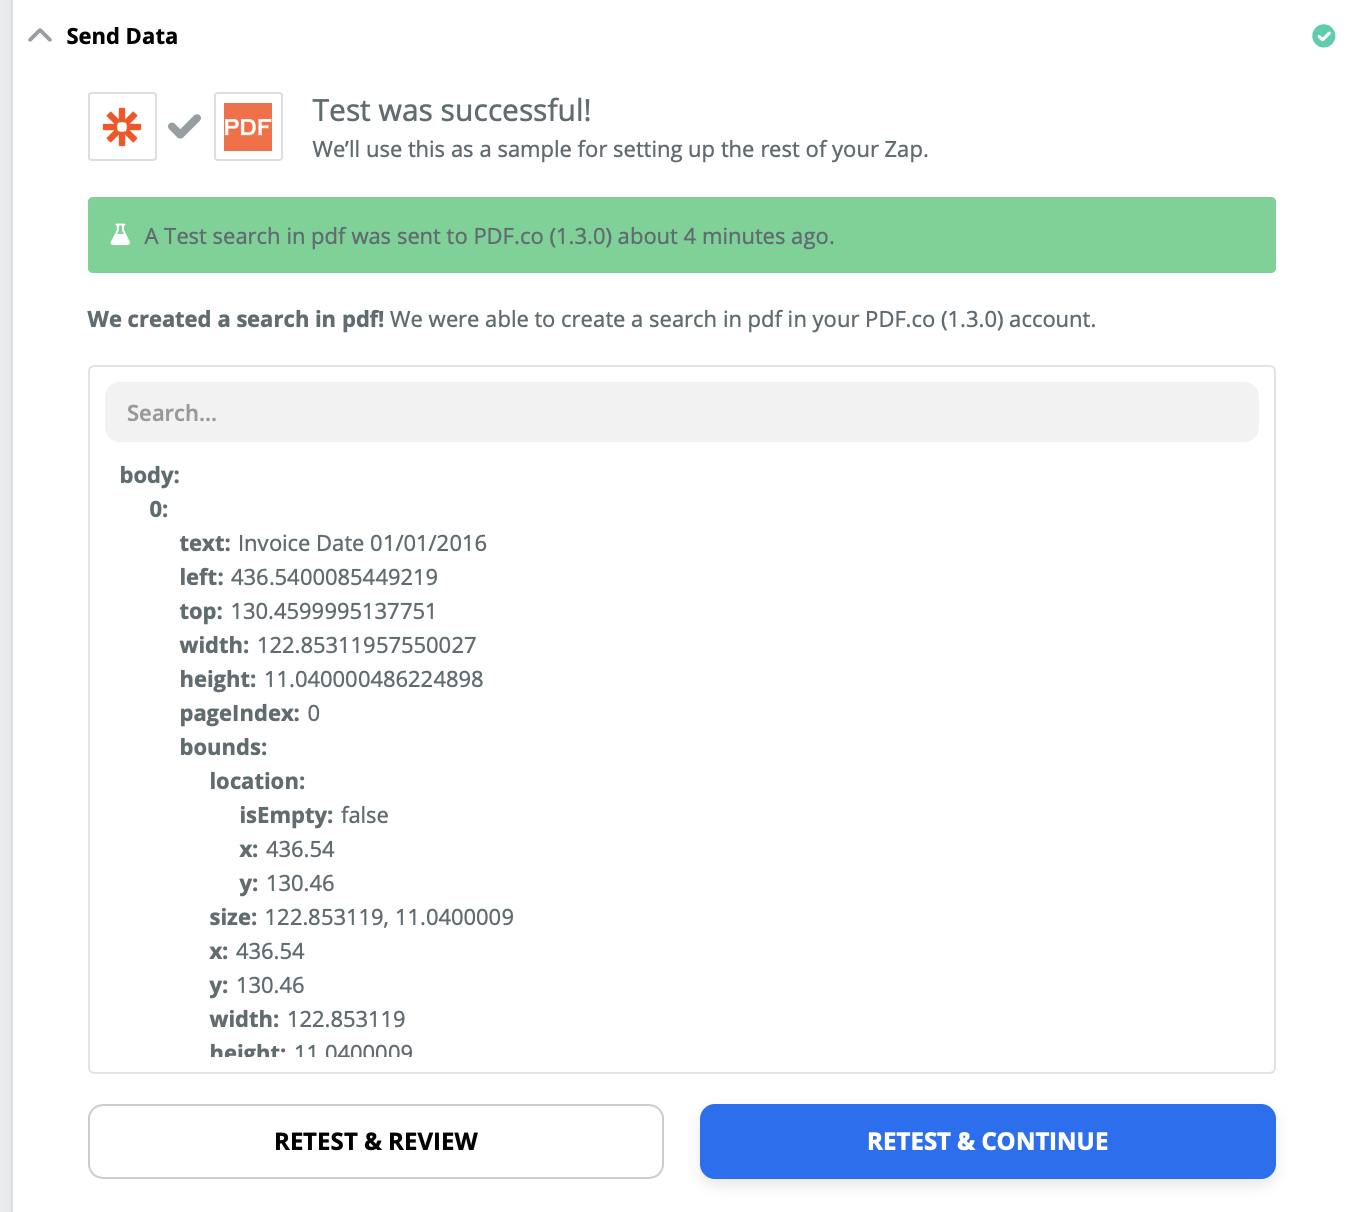 Send Data
PDF
Test was successful!
We'll use this as a sample for setting up the rest of your Zap.
A Test search in pdf was sent to PDF.co (1.3.0) about 4 minutes ago.
We created a search in pdf! We were able to create a search in pdf in your PDF.co (1.3.0) account.
Search...
body:
0:
text: Invoice Date 01/01/2016
left: 436.5400085449219
top: 130.4599995137751
width: 122.85311957550027
height: 11.040000486224898
pageIndex: 0
bounds:
location:
isEmpty: false
x: 436.54
y: 130.46
size: 122.853119, 11.0400009
x: 436.54
y: 130.46
width: 122.853119
height: 11.0400009
RETEST & REVIEW
RETEST & CONTINUE